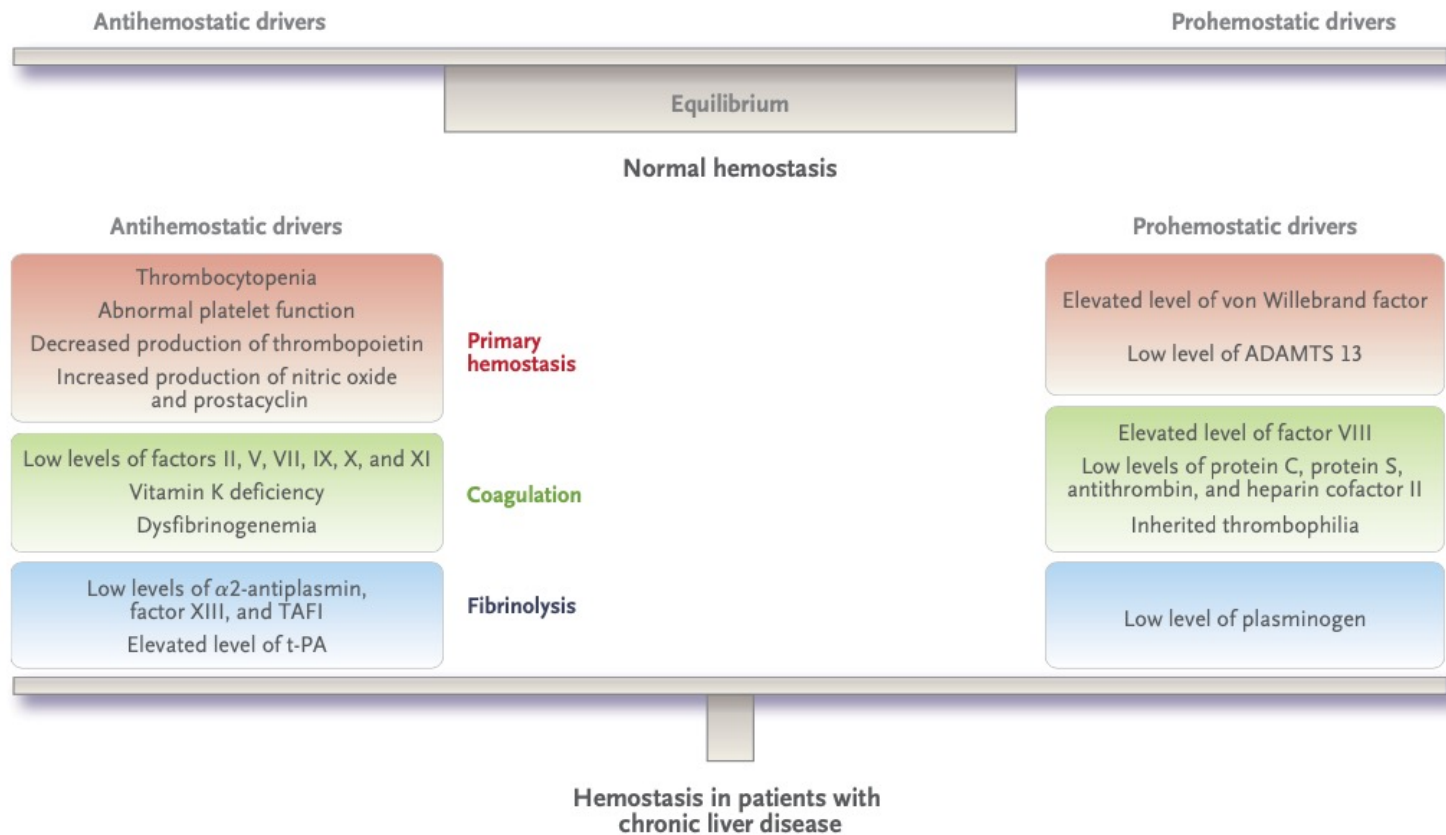 Antihemostatic drivers
Prohemostatic drivers
Equilibrium
Normal hemostasis
Antihemostatic drivers
Prohemostatic drivers
Thrombocytopenia
Abnormal platelet function
Decreased production of thrombopoietin
Increased production of nitric oxide
and prostacyclin
Primary
hemostasis
Elevated level of von Willebrand factor
Low level of ADAMTS 13
Low levels of factors II, V, VII, IX, X, and XI
Vitamin K deficiency
Dysfibrinogenemia
Coagulation
Elevated level of factor VIII
Low levels of protein C, protein S,
antithrombin, and heparin cofactor II
Inherited thrombophilia
Low levels of α2-antiplasmin,
factor XIII, and TAFI
Elevated level of t-PA
Fibrinolysis
Low level of plasminogen
Hemostasis in patients with
chronic liver disease